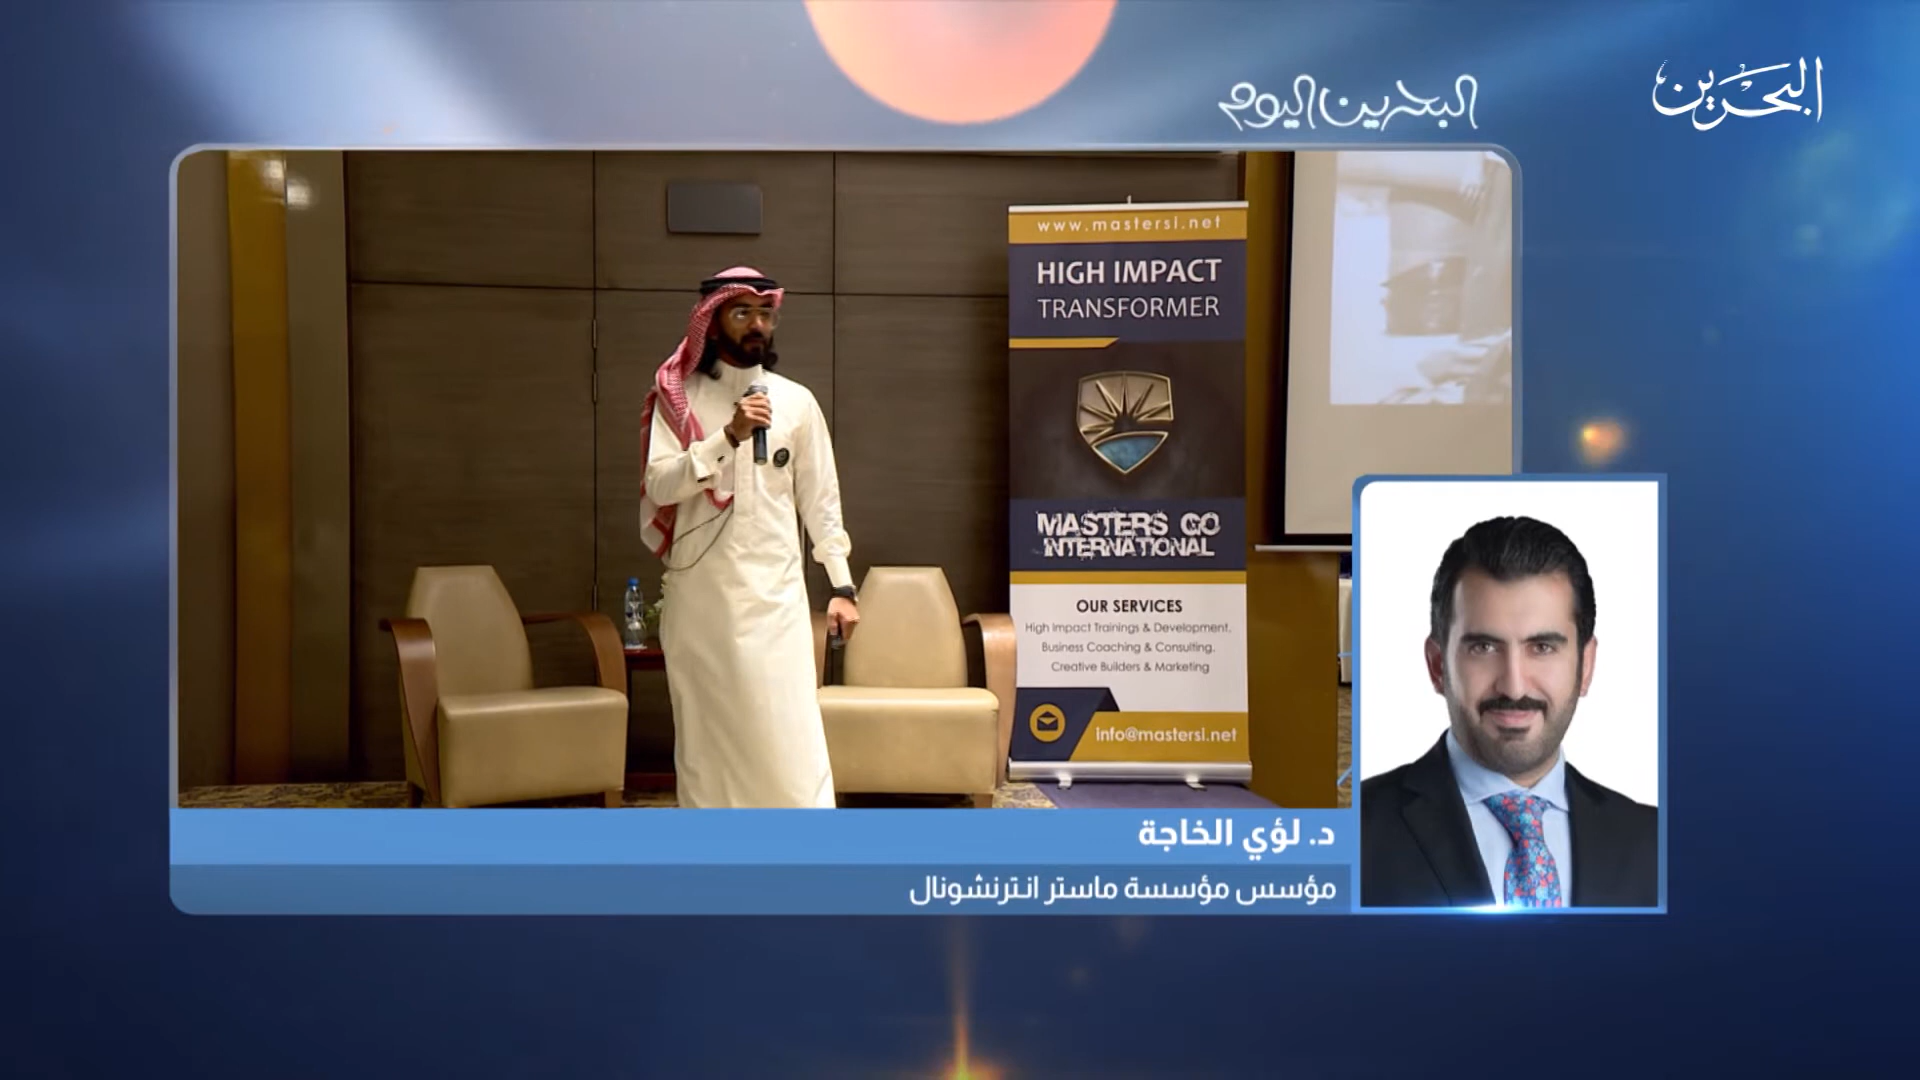 البحرين
البحرين اليوم
www.mastersi.net
HIGH IMPACT
TRANSFORMER
MASTERS GO
INTERNATIONAL
OUR SERVICES
High Impact Trainings & Development,
Business Coaching & Consulting,
Creative Builders & Marketing
info@mastersi.net
د. لؤي الخاجة
مؤسس مؤسسة ماستر انترنشونال